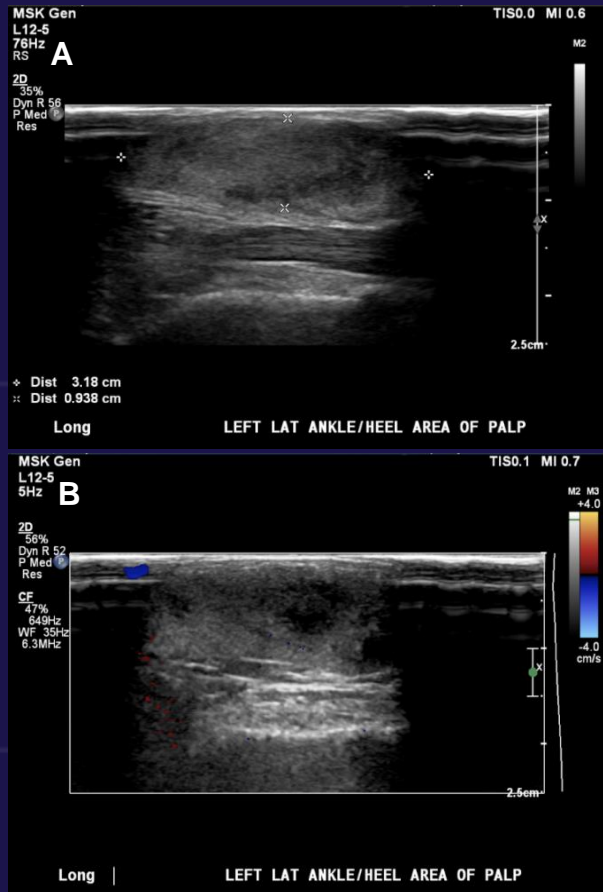 MSK Gen
TIS0.0 MI 0.6
L12-5
76Hz
RS
A
M2
2D
35%
Dyn R 56
P Med
P
Res
x
2.5cm
Dist 3.18 cm
Dist 0.938 cm
Long
LEFT LAT ANKLE/HEEL AREA OF PALP
MSK Gen
TIS0.1 MI 0.7
L12-5
5Hz
B
M2 M3
+4.0
2D
56%
Dyn R 52
P Med
P
Res
CF
47%
649Hz
WF 35Hz
6.3MHz
-4.0
cm/s
x
2.5cm
Long
LEFT LAT ANKLE/HEEL AREA OF PALP